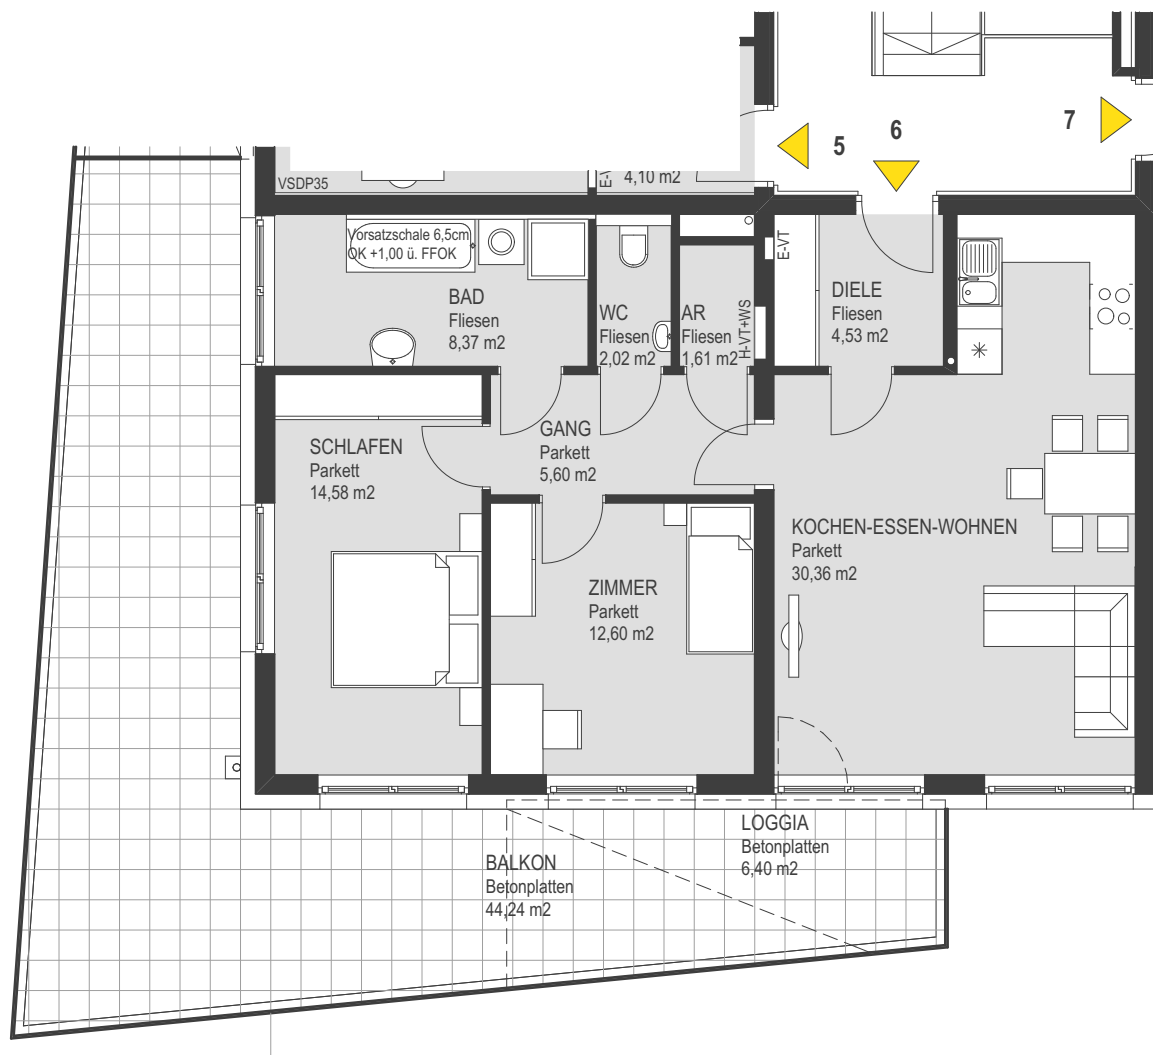 5
6
7
VSDP35
E-V
4,10 m2
Vorsatzschale 6,5cm
OK +1,00 ü. FFOK
BAD
Fliesen
8,37 m2
WC
Fliesen
2,02 m2
AR
Fliesen
1,61 m2
H-VT+WS
E-VT
DIELE
Fliesen
4,53 m2
SCHLAFEN
Parkett
14,58 m2
GANG
Parkett
5,60 m2
ZIMMER
Parkett
12,60 m2
KOCHEN-ESSEN-WOHNEN
Parkett
30,36 m2
LOGGIA
Betonplatten
6,40 m2
BALKON
Betonplatten
44,24 m2